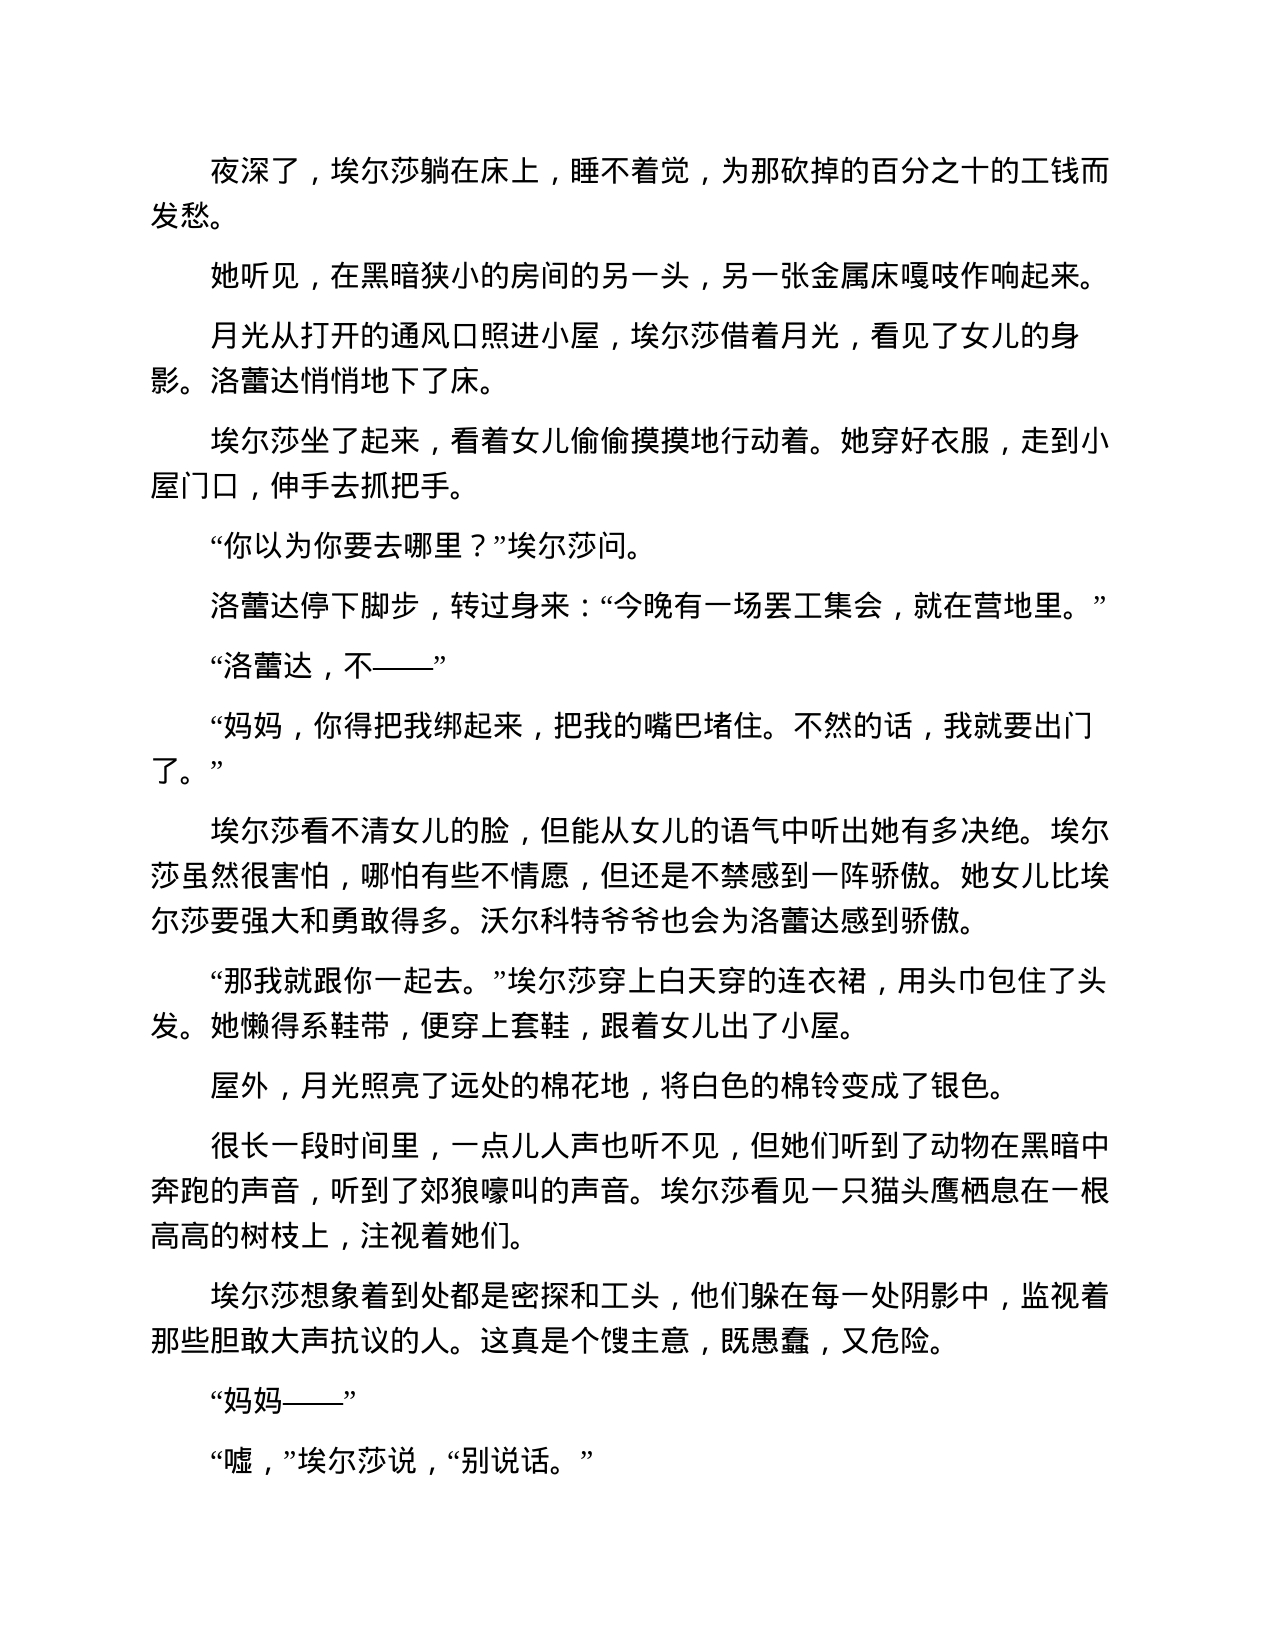 夜深了，埃尔莎躺在床上，睡不着觉，为那砍掉的百分之十的工钱而
发愁。
她听见，在黑暗狭小的房间的另一头，另一张金属床嘎吱作响起来。
月光从打开的通风口照进小屋，埃尔莎借着月光，看见了女儿的身
影。洛蕾达悄悄地下了床。
埃尔莎坐了起来，看着女儿偷偷摸摸地行动着。她穿好衣服，走到小
屋门口，伸手去抓把手。
“你以为你要去哪里？”埃尔莎问。
洛蕾达停下脚步，转过身来：“今晚有一场罢工集会，就在营地里。”
“洛蕾达，不——”
“妈妈，你得把我绑起来，把我的嘴巴堵住。不然的话，我就要出门
了。”
埃尔莎看不清女儿的脸，但能从女儿的语气中听出她有多决绝。埃尔
莎虽然很害怕，哪怕有些不情愿，但还是不禁感到一阵骄傲。她女儿比埃
尔莎要强大和勇敢得多。沃尔科特爷爷也会为洛蕾达感到骄傲。
“那我就跟你一起去。”埃尔莎穿上白天穿的连衣裙，用头巾包住了头
发。她懒得系鞋带，便穿上套鞋，跟着女儿出了小屋。
屋外，月光照亮了远处的棉花地，将白色的棉铃变成了银色。
很长一段时间里，一点儿人声也听不见，但她们听到了动物在黑暗中
奔跑的声音，听到了郊狼嚎叫的声音。埃尔莎看见一只猫头鹰栖息在一根
高高的树枝上，注视着她们。
埃尔莎想象着到处都是密探和工头，他们躲在每一处阴影中，监视着
那些胆敢大声抗议的人。这真是个馊主意，既愚蠢，又危险。
“妈妈——”
“嘘，”埃尔莎说，“别说话。”